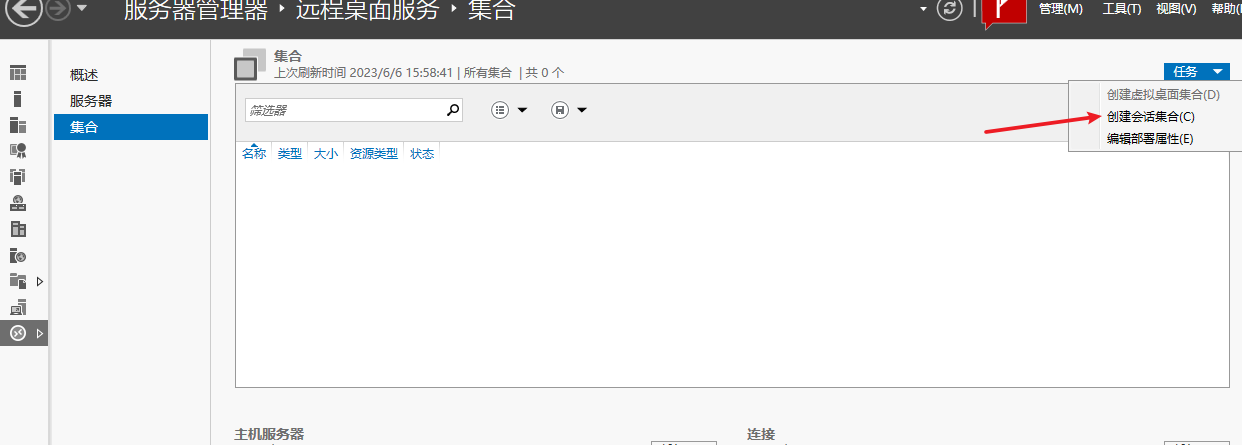 服务器管理器 ‣ 远程桌面服务 ‣ 集合
管理(M) 工具(T) 视图(V) 帮助(
概述
服务器
集合
集合
上次刷新时间 2023/6/6 15:58:41 | 所有集合 | 共 0 个
任务
创建虚拟桌面集合(D)
创建会话集合(C)
编辑部署属性(E)
筛选器
名称 类型 大小 资源类型 状态
主机服务器
连接